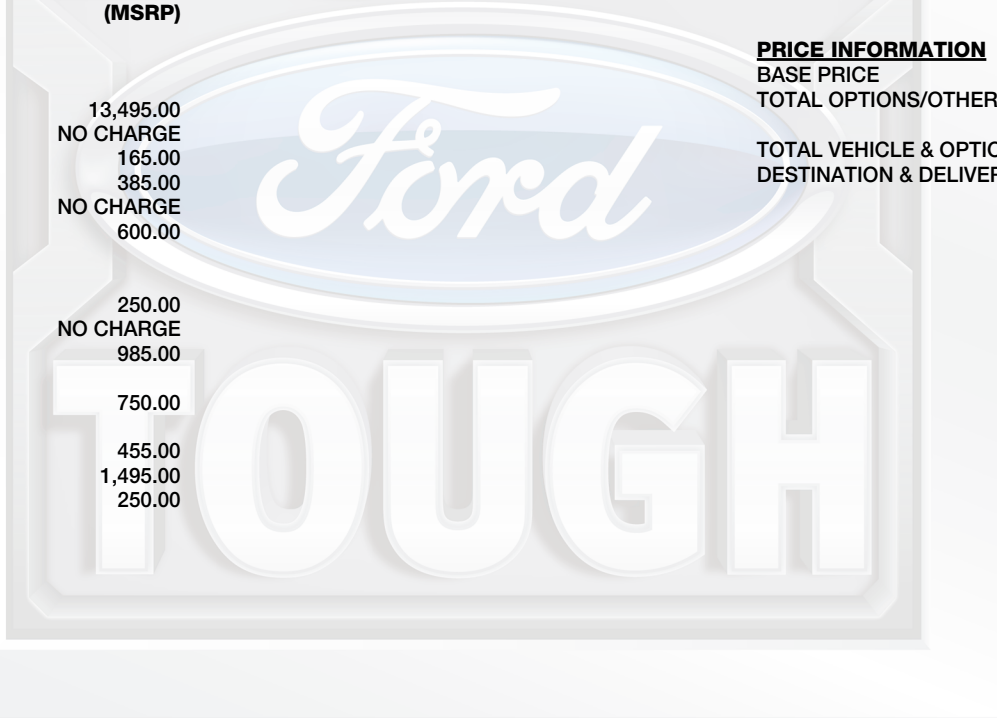 (MSRP)
13,495.00
NO CHARGE
165.00
385.00
NO CHARGE
600.00
250.00
NO CHARGE
985.00
750.00
455.00
1,495.00
250.00
PRICE INFORMATION
BASE PRICE
TOTAL OPTIONS/OTHER
TOTAL VEHICLE & OPTIO
DESTINATION & DELIVER
Ford
TOUGH